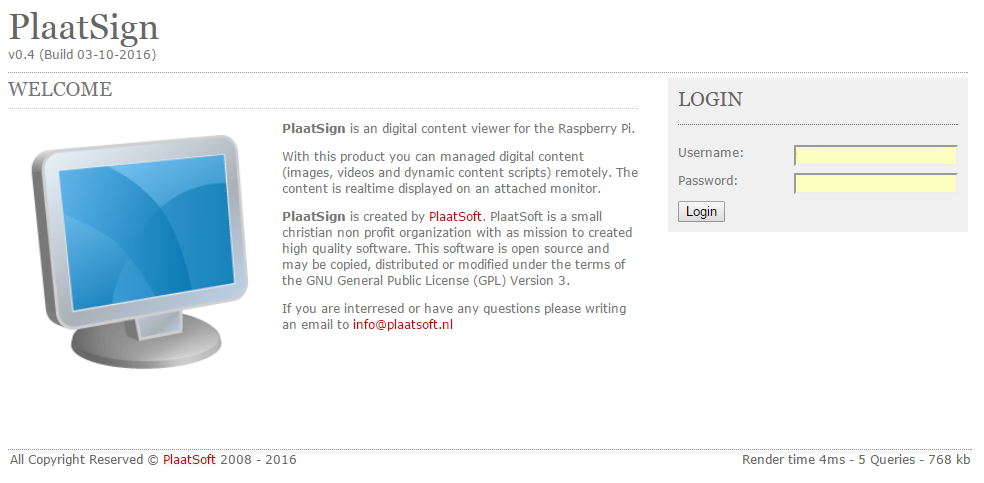 PlaatSign
v0.4 (Build 03-10-2016)
WELCOME
PlaatSign is an digital content viewer for the Raspberry Pi.
With this product you can managed digital content
(images, videos and dynamic content scripts) remotely. The
content is realtime displayed on an attached monitor.
PlaatSign is created by PlaatSoft. PlaatSoft is a small
christian non profit organization with as mission to created
high quality software. This software is open source and
may be copied, distributed or modified under the terms of
the GNU General Public License (GPL) Version 3.
If you are interresed or have any questions please writing
an email to info@plaatsoft.nl
LOGIN
Username:
Password:
Login
All Copyright Reserved © PlaatSoft 2008 - 2016
Render time 4ms - 5 Queries - 768 kb